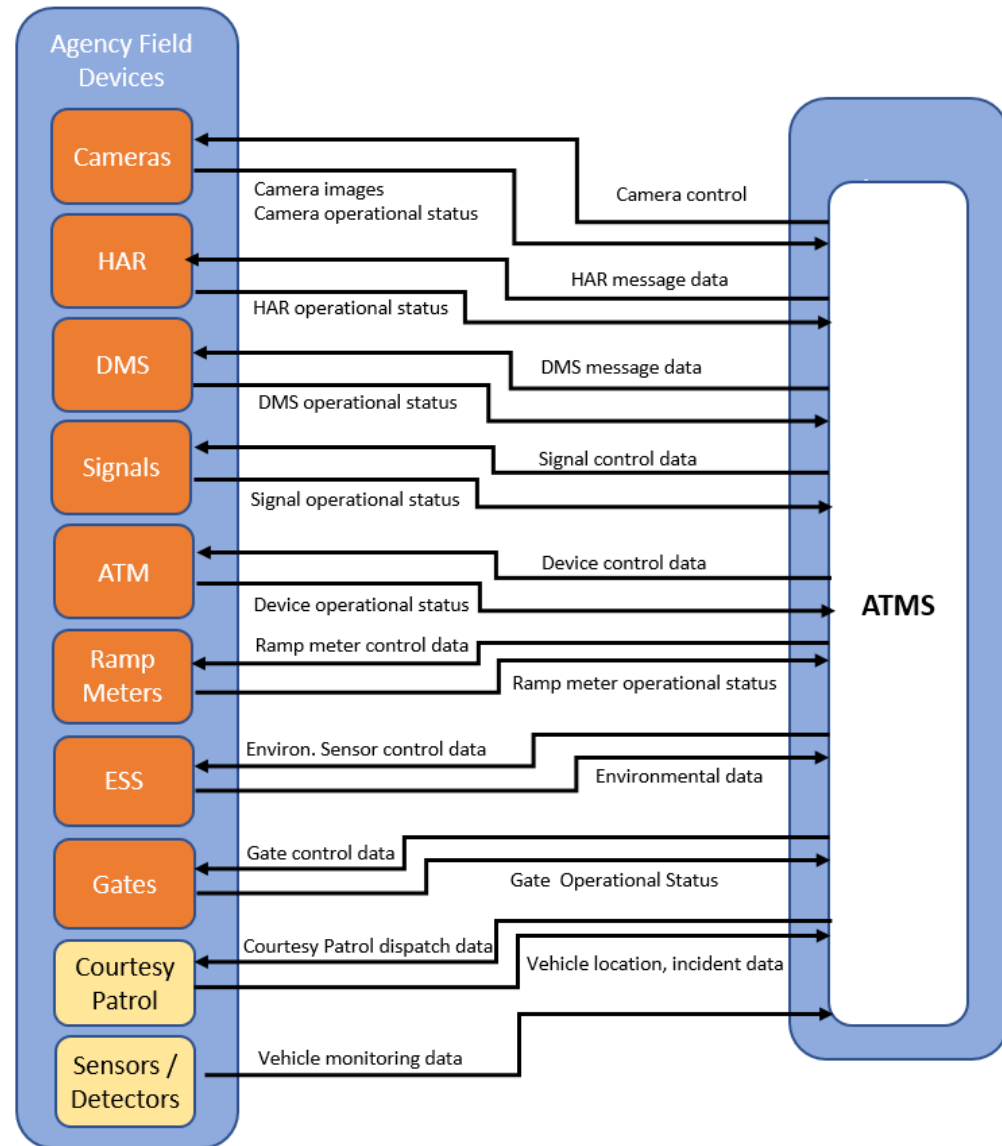 Agency Field
Devices
Cameras
Camera control
Camera images
Camera operational status
HAR
HAR message data
HAR operational status
DMS
DMS message data
DMS operational status
Signals
Signal control data
Signal operational status
ATM
Device control data
Device operational status
ATMS
Ramp
Meters
Ramp meter control data
Ramp meter operational status
ESS
Environ. Sensor control data
Environmental data
Gates
Gate control data
Gate  Operational Status
Courtesy
Patrol
Courtesy Patrol dispatch data
Vehicle location, incident data
Sensors /
Detectors
Vehicle monitoring data